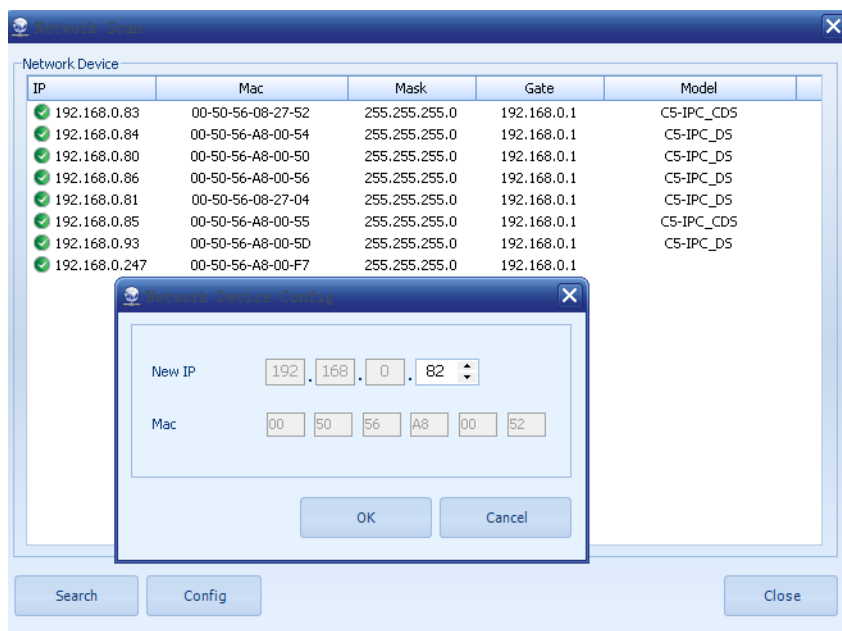 Network Scan
Network Device
IP Mac Mask Gate Model
192.168.0.83 00-50-56-08-27-52 255.255.255.0 192.168.0.1 C5-IPC_CDS
192.168.0.84 00-50-56-A8-00-54 255.255.255.0 192.168.0.1 C5-IPC_DS
192.168.0.80 00-50-56-A8-00-50 255.255.255.0 192.168.0.1 C5-IPC_DS
192.168.0.86 00-50-56-A8-00-56 255.255.255.0 192.168.0.1 C5-IPC_DS
192.168.0.81 00-50-56-08-27-04 255.255.255.0 192.168.0.1 C5-IPC_DS
192.168.0.85 00-50-56-A8-00-55 255.255.255.0 192.168.0.1 C5-IPC_CDS
192.168.0.93 00-50-56-A8-00-5D 255.255.255.0 192.168.0.1 C5-IPC_DS
192.168.0.247 00-50-56-A8-00-F7 255.255.255.0 192.168.0.1
Network Device Config
New IP 192 . 168 . 0 . 82
Mac 00 50 56 A8 00 52
OK Cancel
Search Config Close